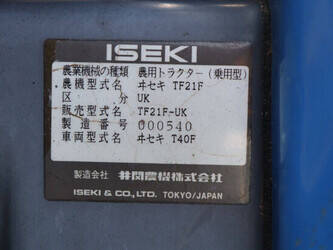 ISEKI
農業機械の種類 農用トラクター(乗用型)
農機型式名 ヰセキ TF21F
区分 UK
販売型式名 TF21F-UK
製造番号 000540
車両型式名 ヰセキ T40F
製造会社 井関農機株式会社
ISEKI & CO., LTD. TOKYO/JAPAN